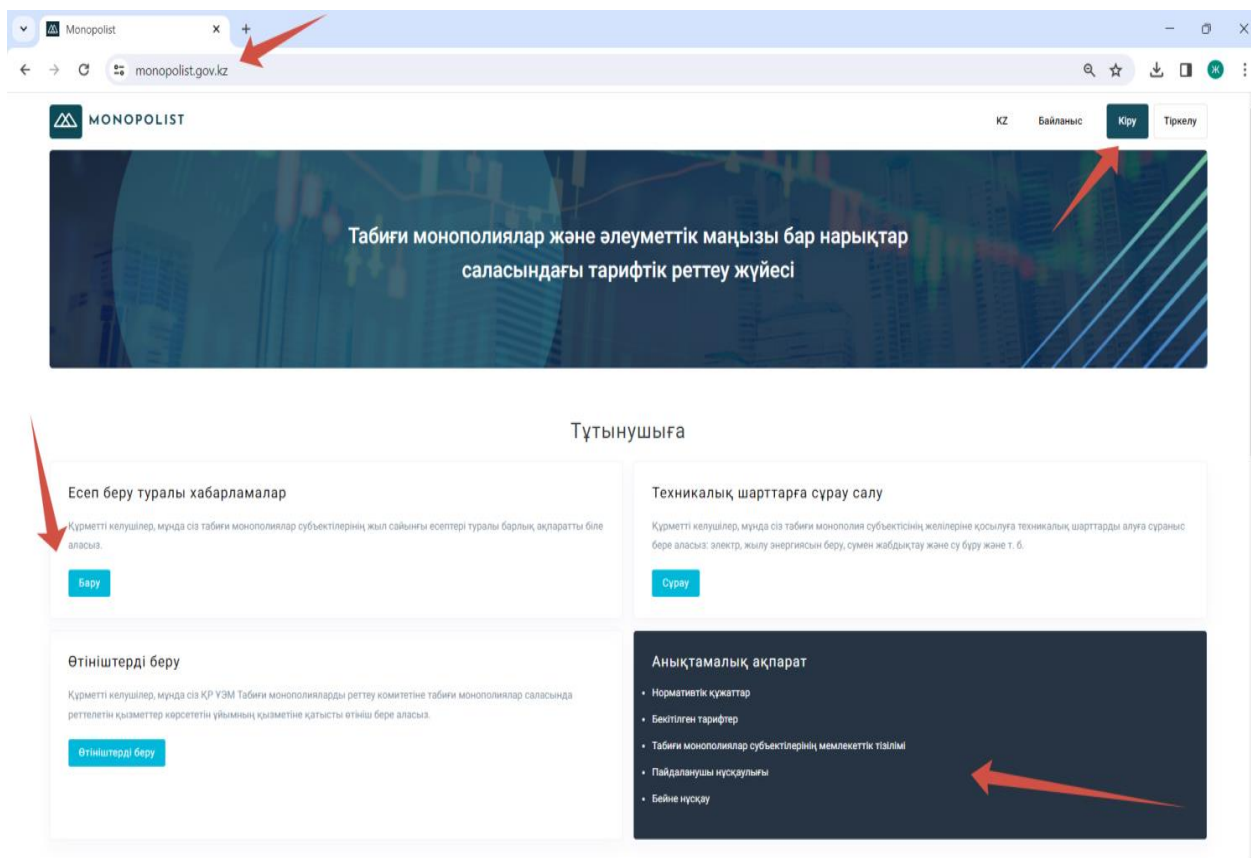 Monopolist
monopolist.gov.kz
Ж
MONOPOLIST
KZ
Байланыс
Кіру
Тіркелу
Табиғи монополиялар және әлеуметтік маңызы бар нарықтар
саласындағы тарифтік реттеу жүйесі
Тұтынушыға
Есеп беру туралы хабарламалар
Құрметті келушілер, мұнда сіз табиғи монополиялар субъектілерінің жыл сайынғы есептері туралы барлық ақпаратты біле
аласыз.
Бару
Техникалық шарттарға сұрау салу
Құрметті келушілер, мұнда сіз табиғи монополия субъектісінің желілеріне қосылуға техникалық шарттарды алуға сұраныс
бере аласыз: электр, жылу энергиясын беру, сумен жабдықтау және су бұру және т. б.
Сұрау
Өтініштерді беру
Құрметті келушілер, мұнда сіз ҚР ҰЭМ Табиғи монополияларды реттеу комитетіне табиғи монополиялар саласында
реттелетін қызметтер көрсететін ұйымның қызметіне қатысты өтініш бере аласыз.
Өтініштерді беру
Анықтамалық ақпарат
• Нормативтік құжаттар
• Бекітілген тарифтер
• Табиғи монополиялар субъектілерінің мемлекеттік тізілімі
• Пайдаланушы нұсқаулығы
• Бейне нұсқау